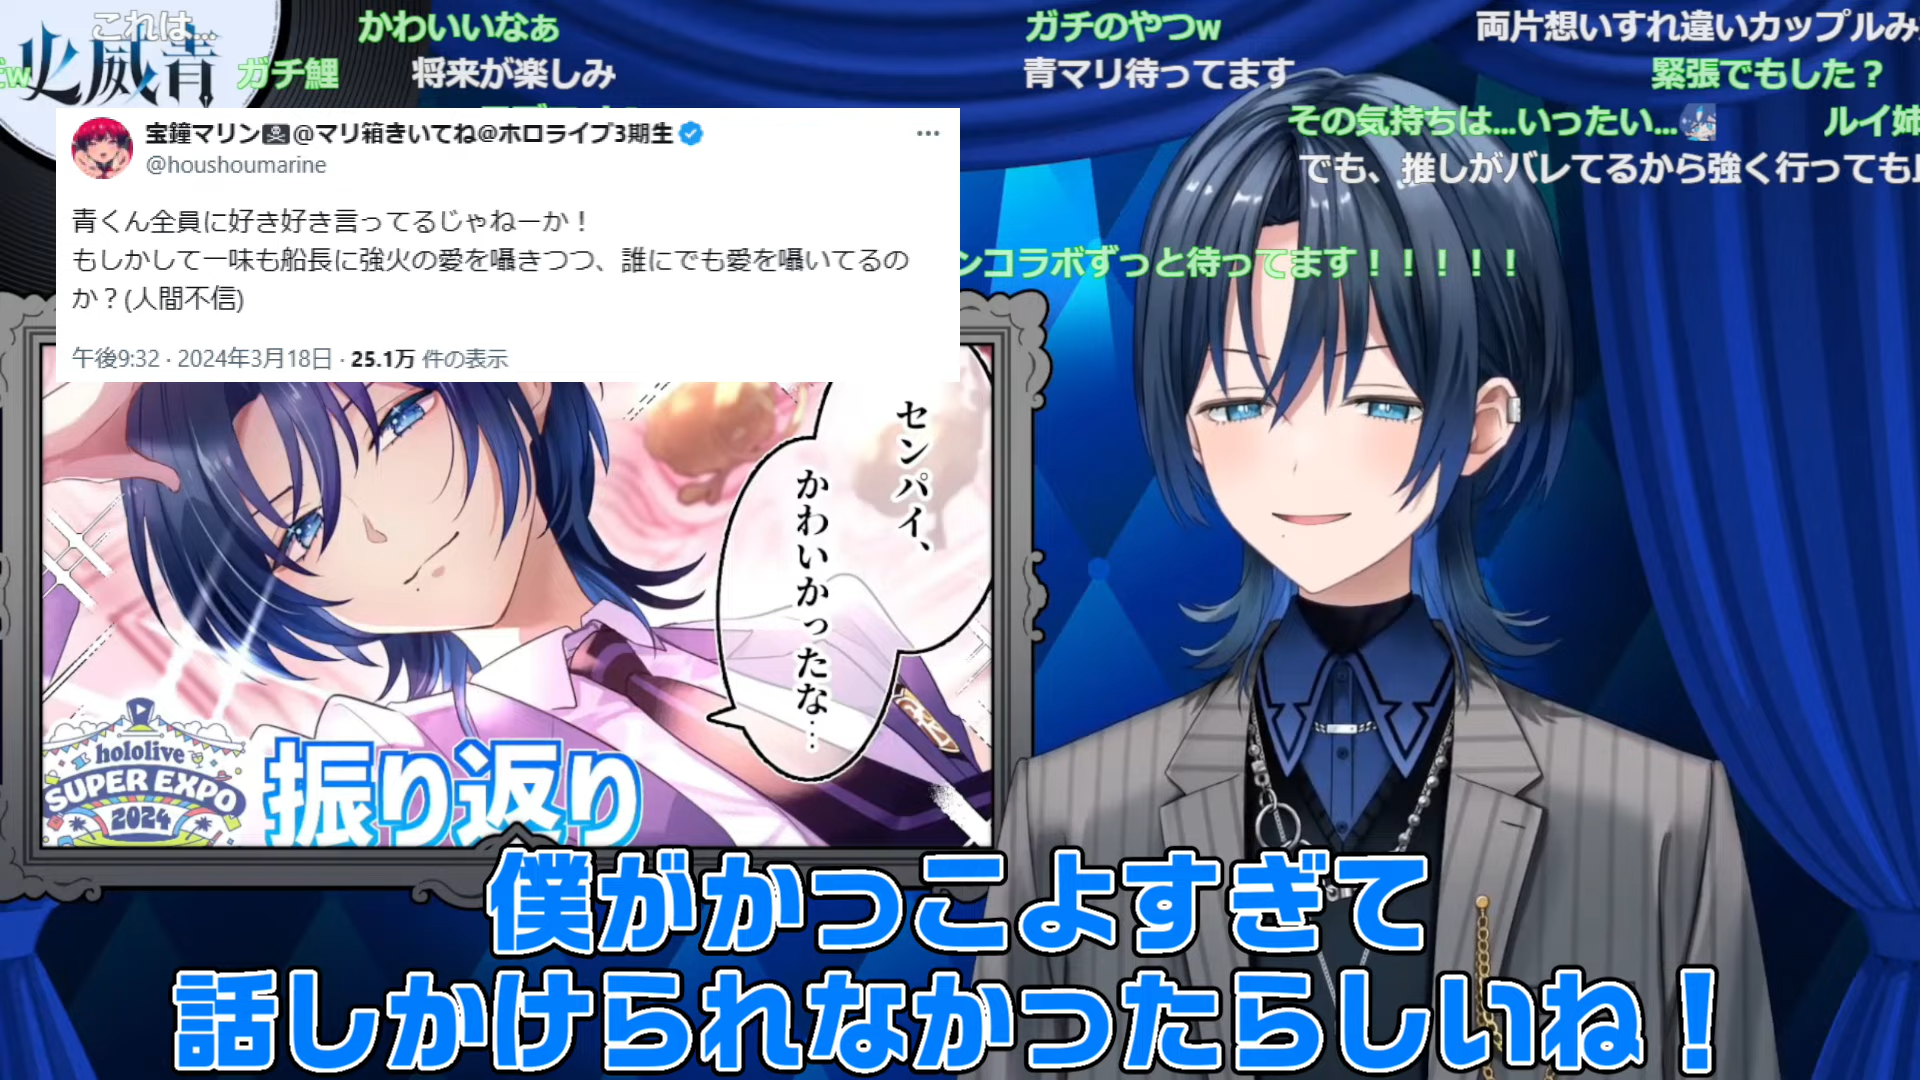 これは...
火威青
かわいいなぁ
ガチのやつw
両片想いすれ違いカップルみ
w
ガチ鯉
将来が楽しみ
青マリ待ってます
緊張でもした？
その気持ちは...いったい...
ルイ姉
でも、推しがバレてるから強く行っても
ンコラボずっと待ってます！！！！！
宝鐘マリン🏴‍☠️@マリ箱きいてね@ホロライブ3期生
@houshoumarine
青くん全員に好き好き言ってるじゃねーか！
もしかして一味も船長に強火の愛を囁きつつ、誰にでも愛を囁いてるの
か？(人間不信)
午後9:32 · 2024年3月18日 · 25.1万 件の表示
センパイ、
かわいかったな…
hololive
SUPER EXPO
2024
振り返り
僕がかっこよすぎて
話しかけられなかったらしいね！